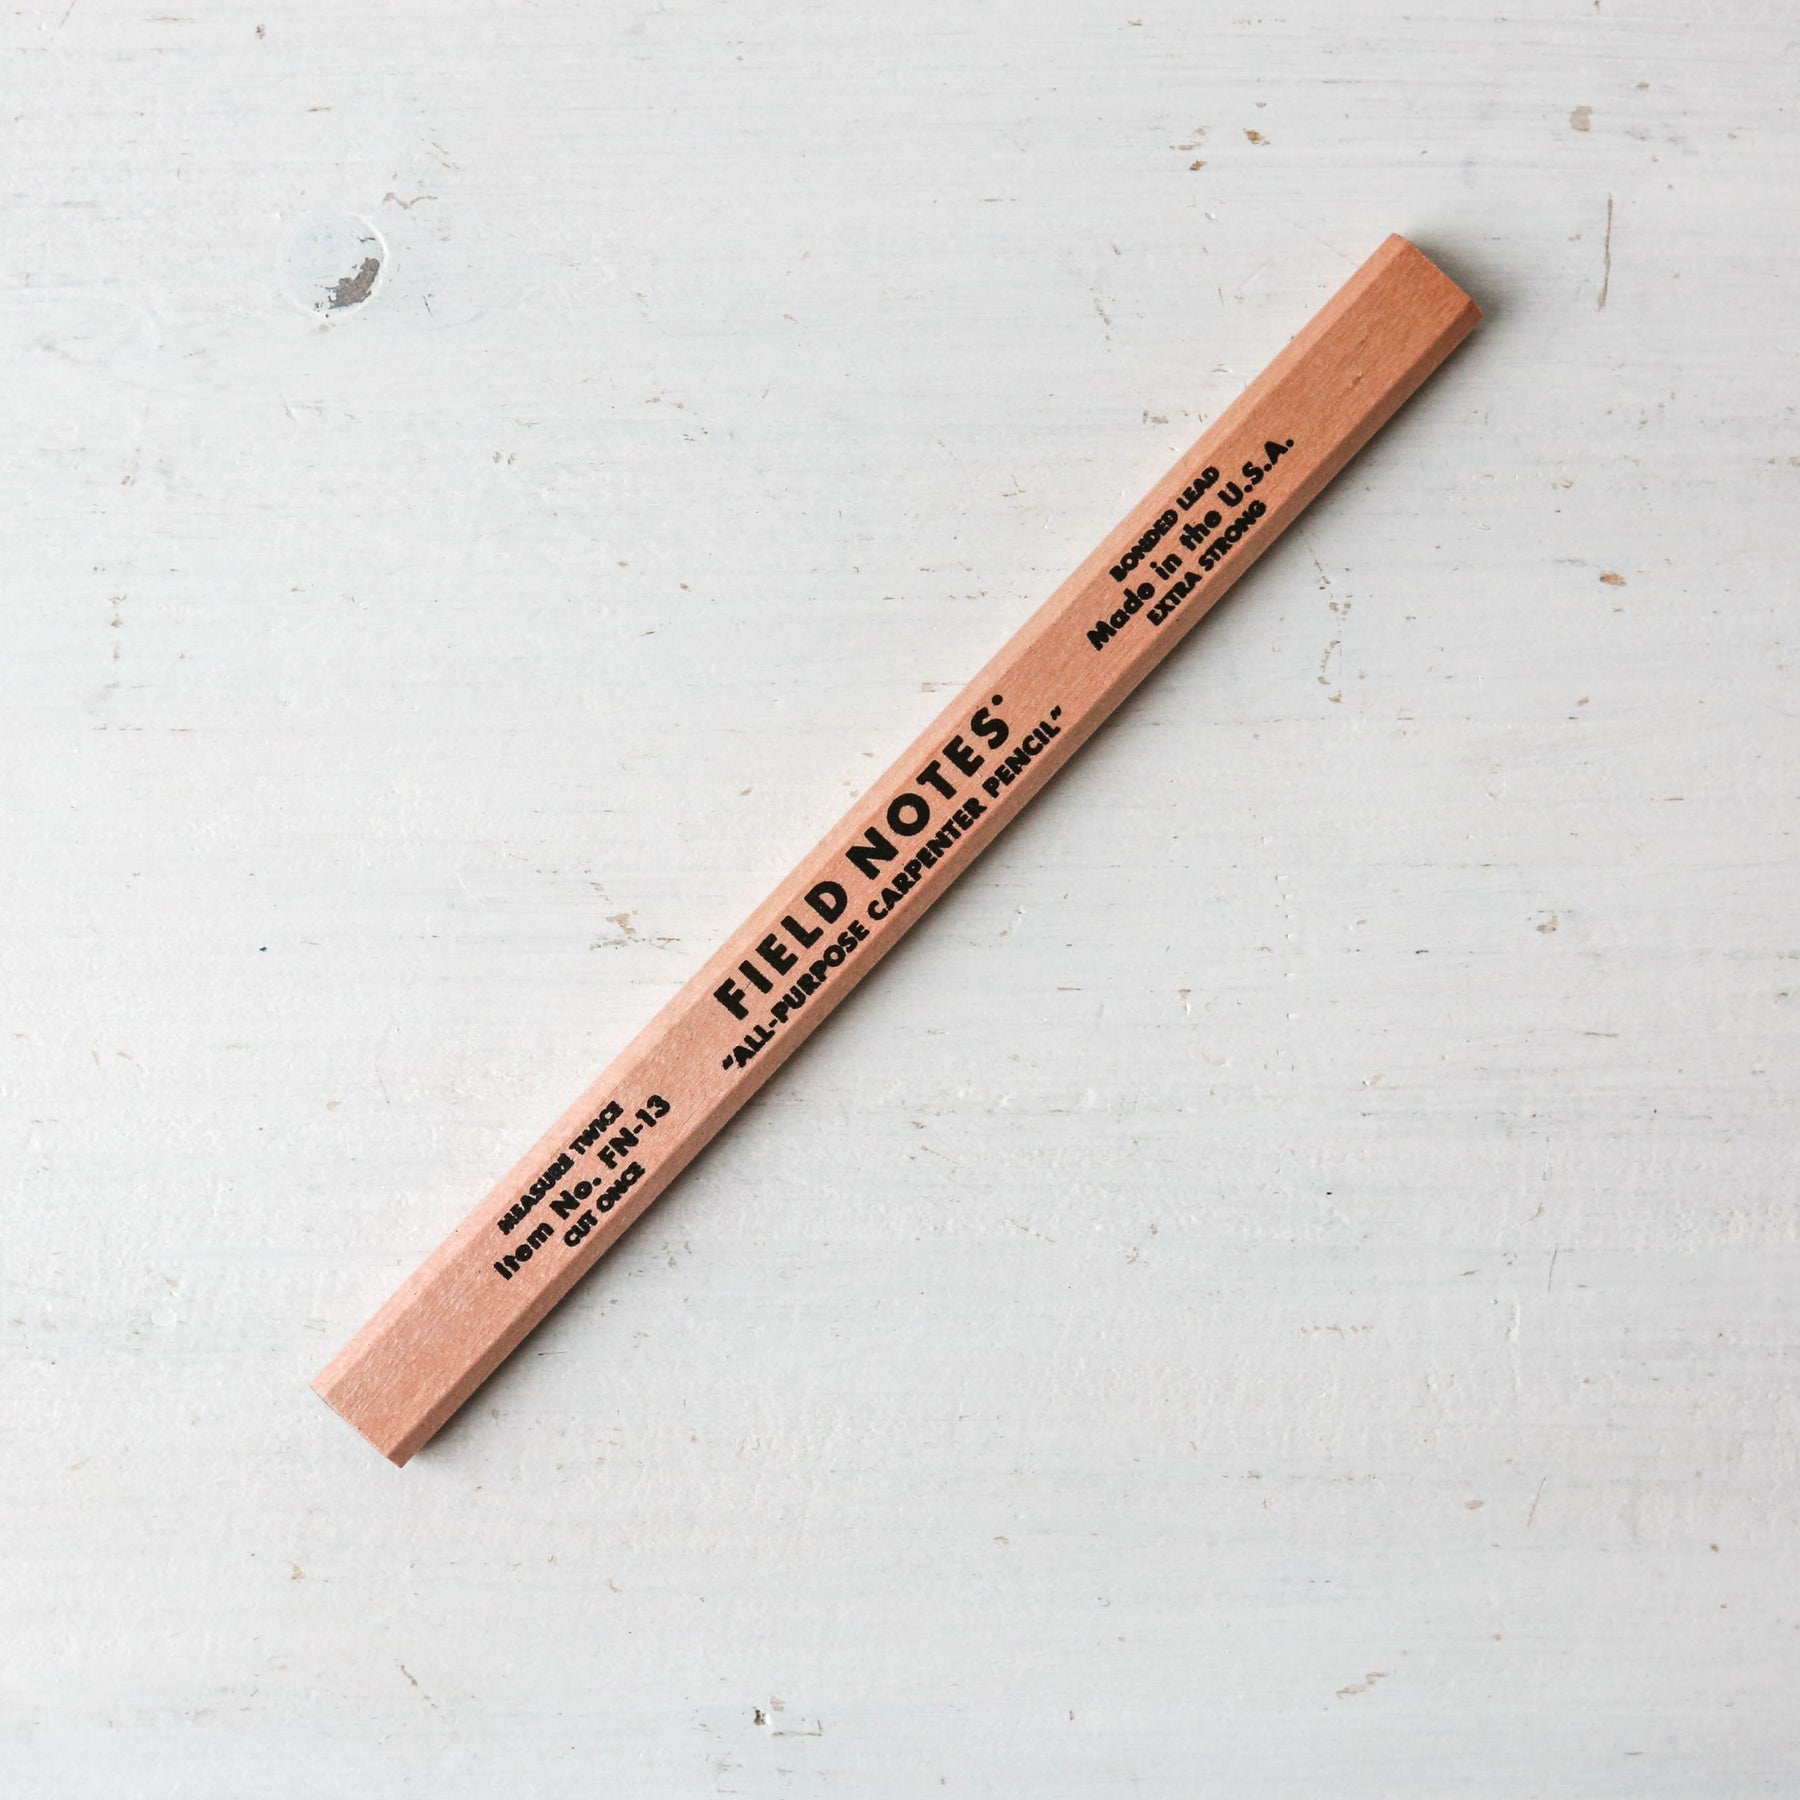 MEASURE TWICE
Item No. FN-13
CUT ONCE
FIELD NOTES
"ALL-PURPOSE CARPENTER PENCIL"
BONDED LEAD
Made in the U.S.A.
EXTRA STRONG